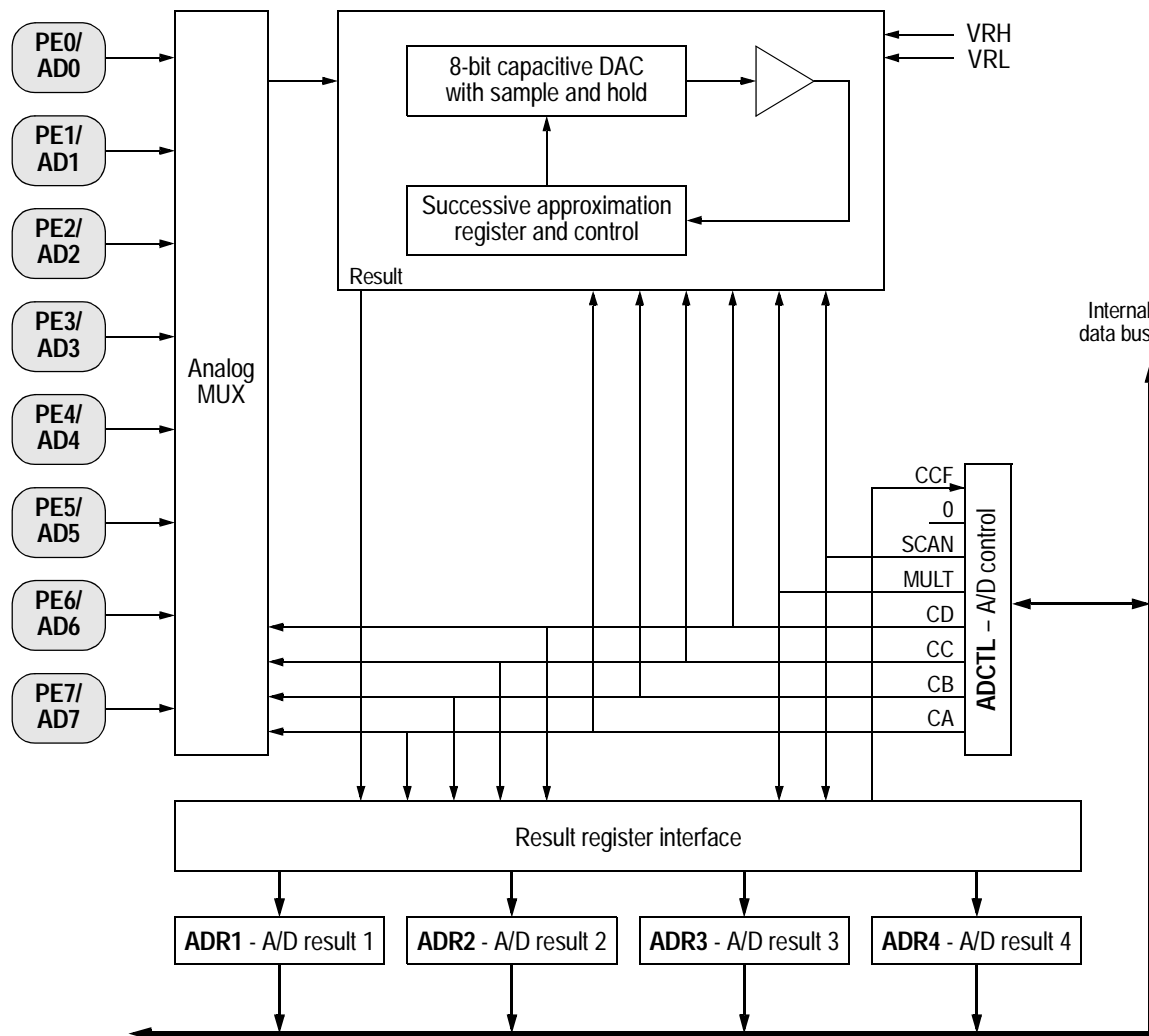 PE0/
AD0
PE1/
AD1
PE2/
AD2
PE3/
AD3
PE4/
AD4
PE5/
AD5
PE6/
AD6
PE7/
AD7
Analog
MUX
8-bit capacitive DAC
with sample and hold
Successive approximation
register and control
Result
VRH
VRL
Internal
data bus
CCF
0
SCAN
MULT
CD
CC
CB
CA
ADCTL – A/D control
Result register interface
ADR1 - A/D result 1
ADR2 - A/D result 2
ADR3 - A/D result 3
ADR4 - A/D result 4